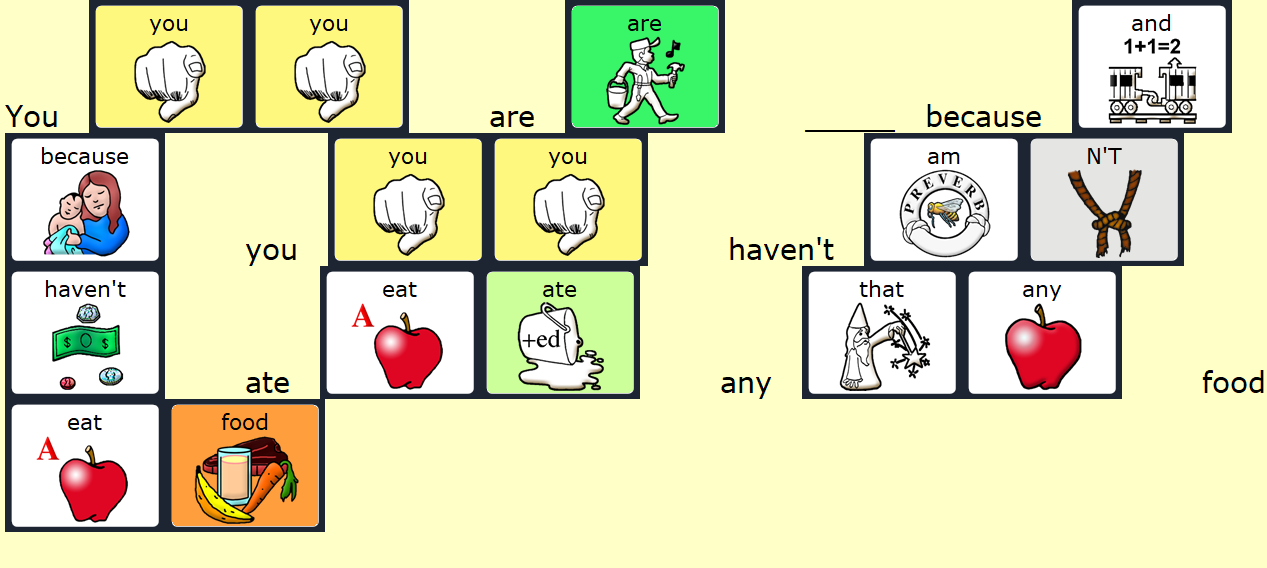 You you you are are ______ because and 1+1=2
because you you you haven't am PREVERB N'T
haven't $ $ ate eat A ate +ed any that any food
eat A food